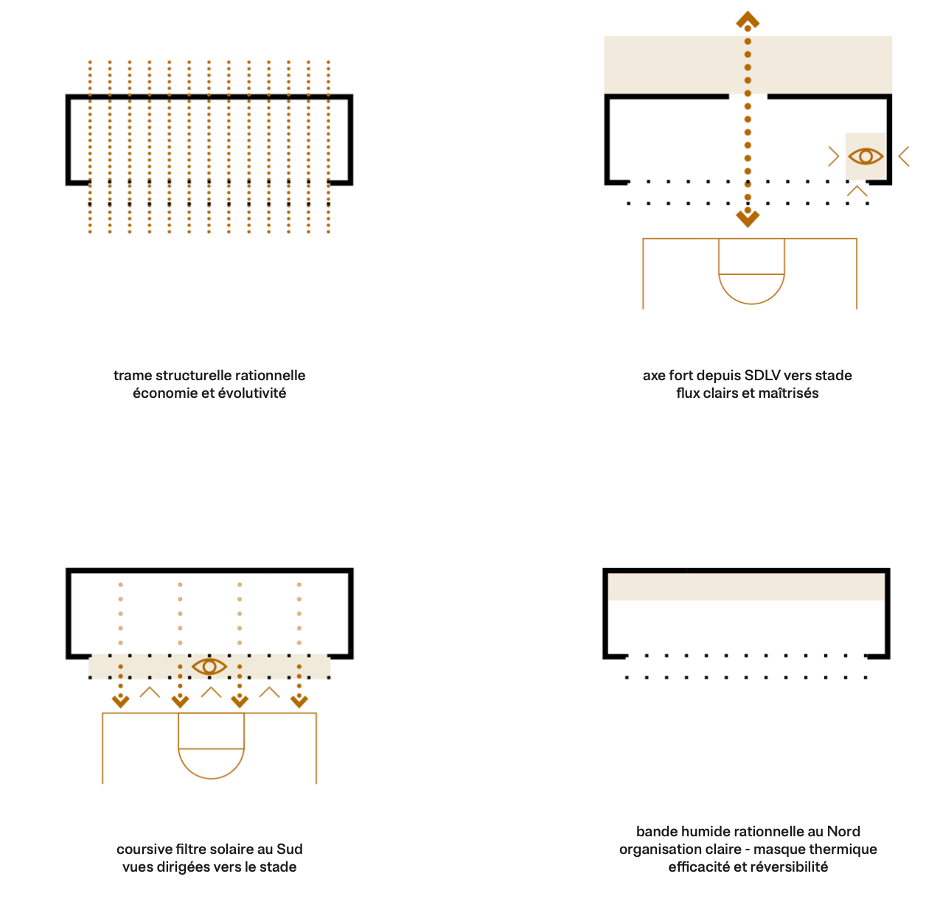 trame structurelle rationnelle
économie et évolutivité
axe fort depuis SDLV vers stade
flux clairs et maîtrisés
coursive filtre solaire au Sud
vues dirigées vers le stade
bande humide rationnelle au Nord
organisation claire - masque thermique
efficacité et réversibilité